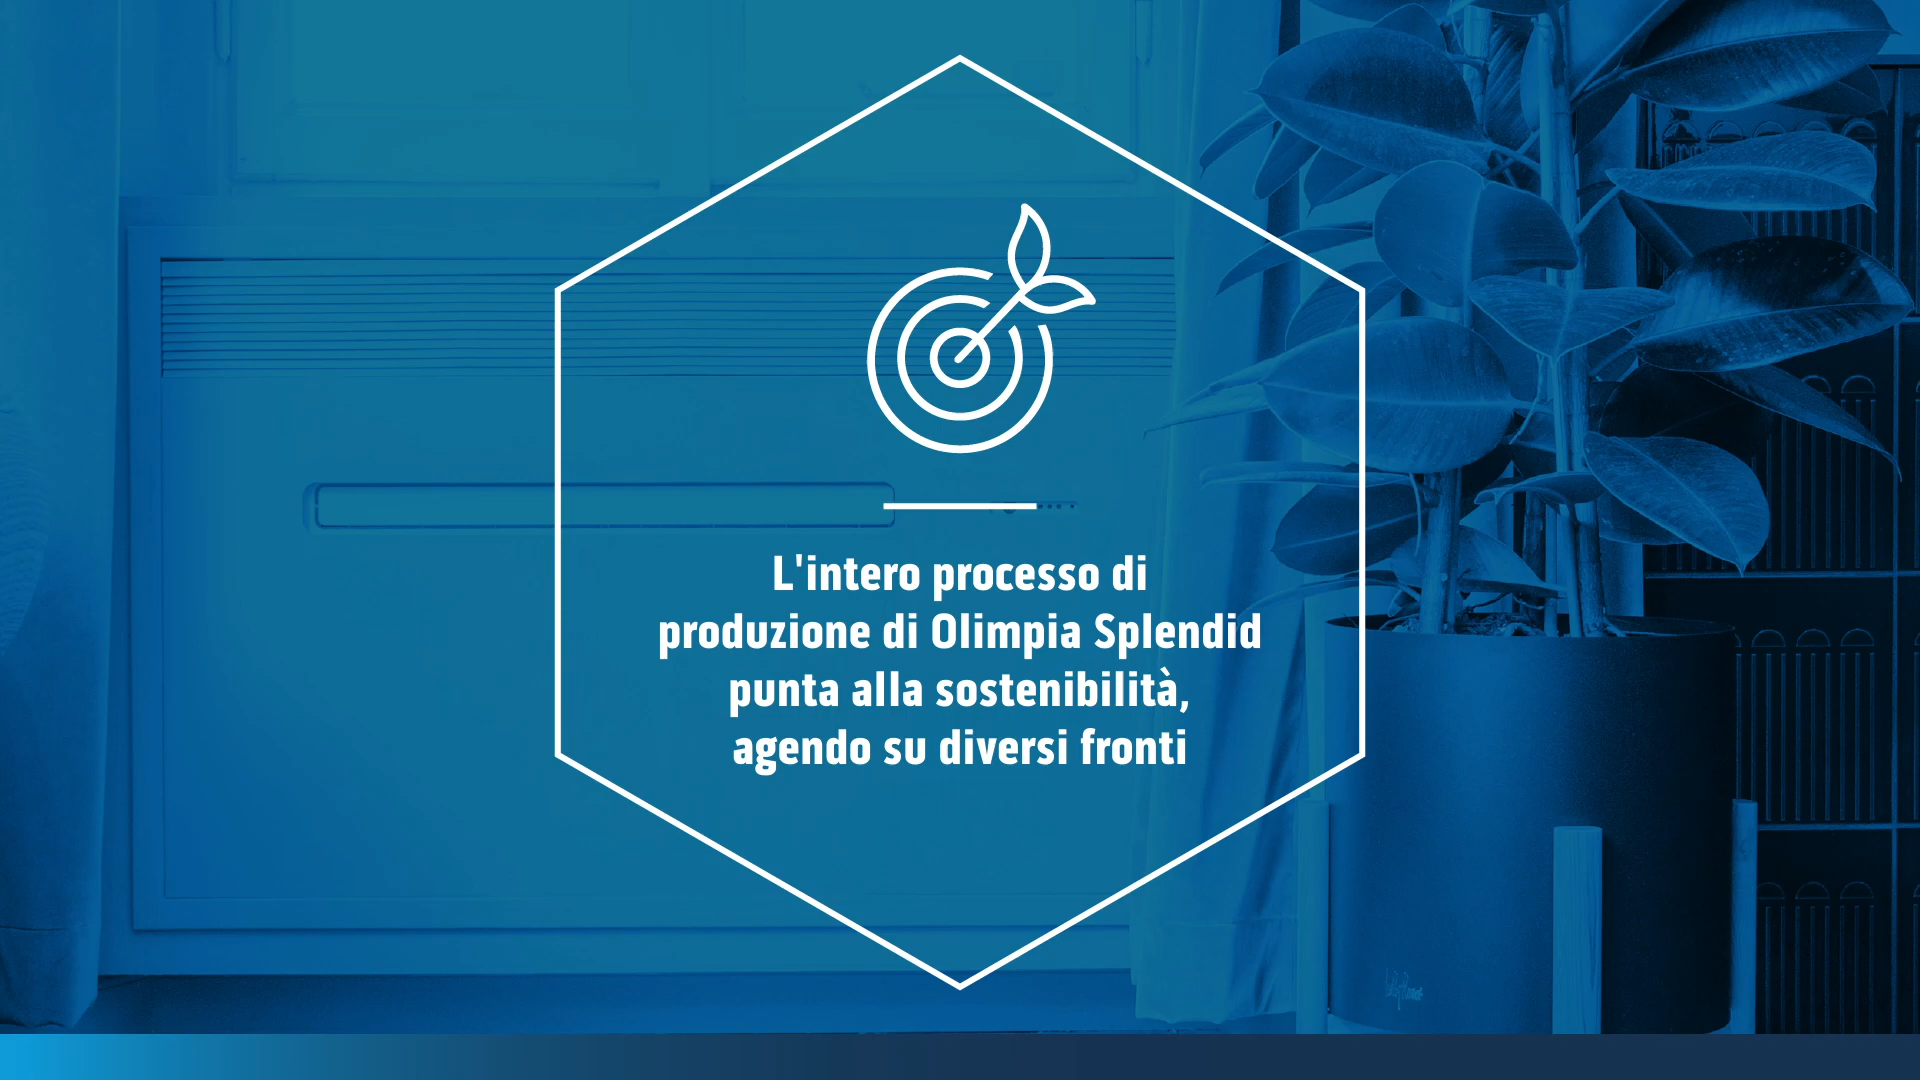 L'intero processo di
produzione di Olimpia Splendid
punta alla sostenibilità,
agendo su diversi fronti